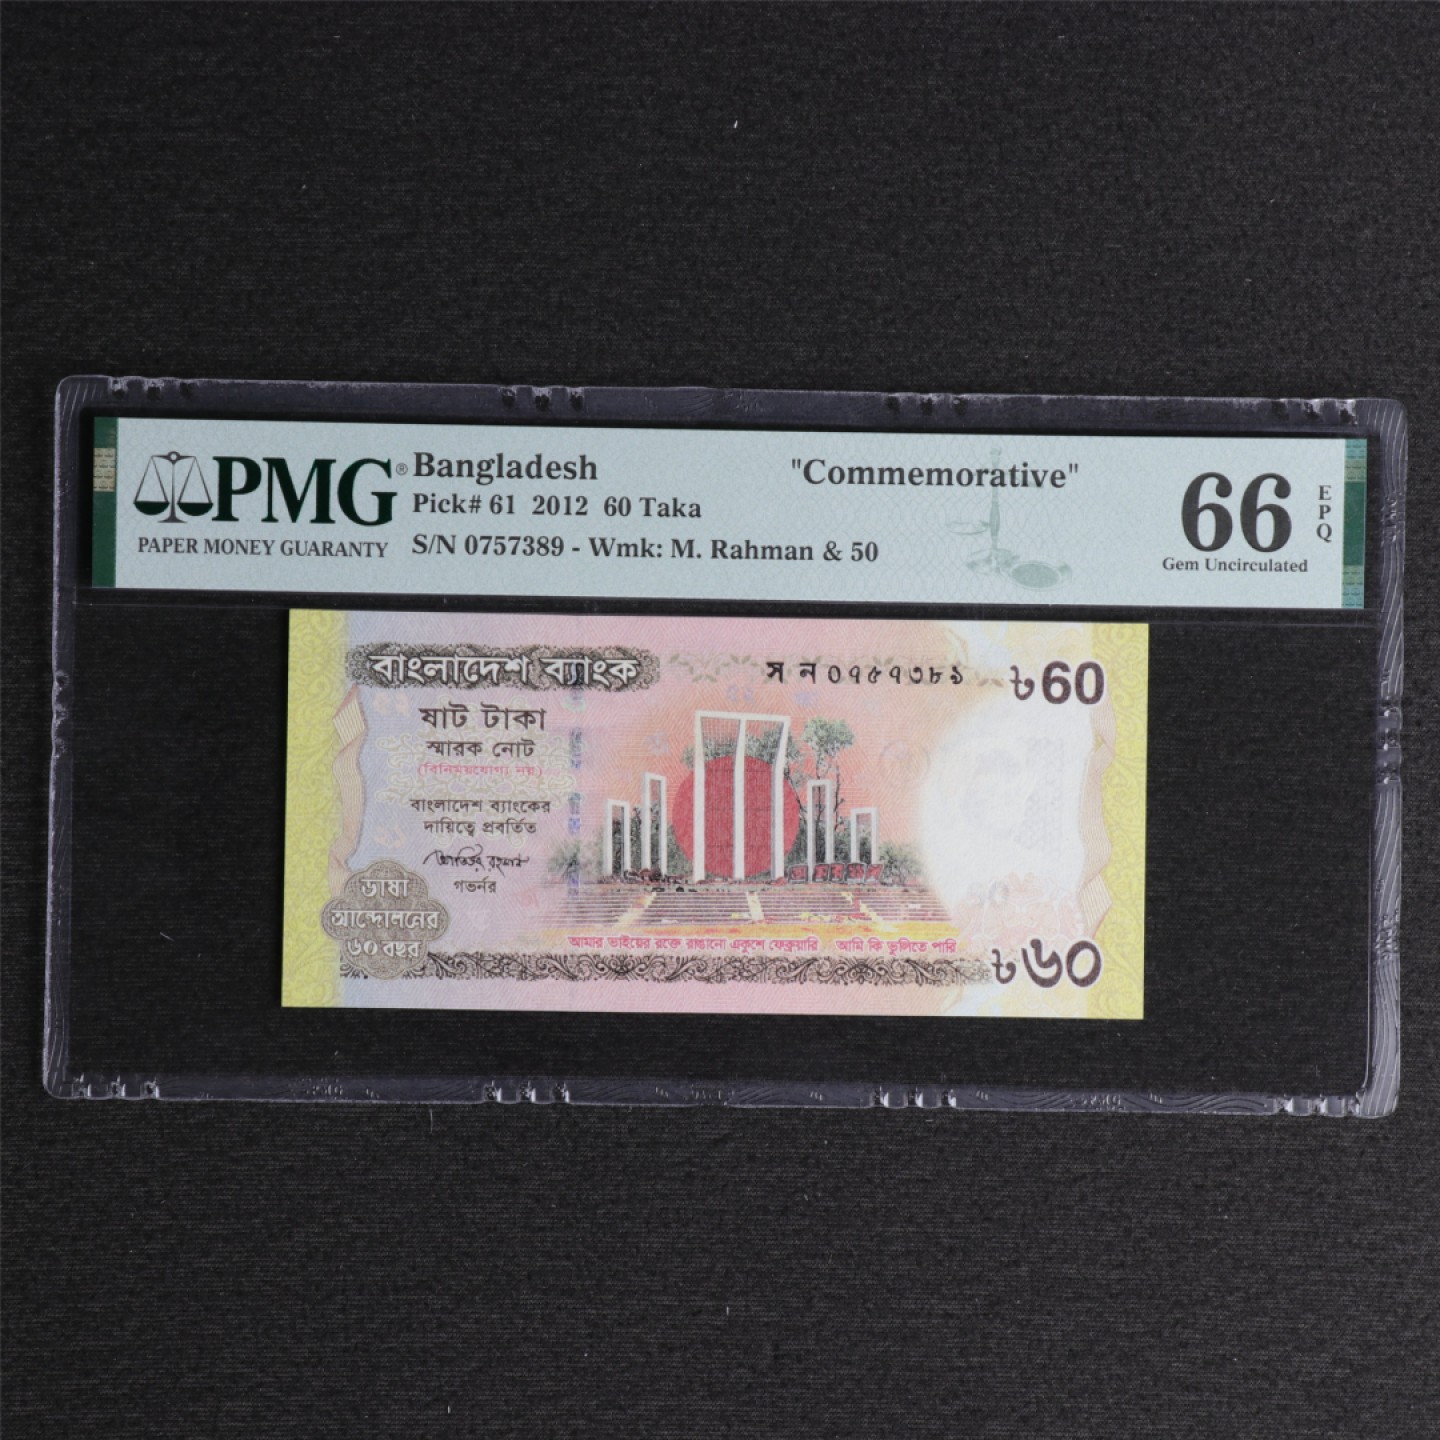 PMG® Bangladesh "Commemorative" 66 EPQ
Pick# 61 2012 60 Taka
PAPER MONEY GUARANTY S/N 0757389 - Wmk: M. Rahman & 50 Gem Uncirculated
বাংলাদেশ ব্যাংক স ন ০৭৫৭৩৮৯ ৳60
ষাট টাকা
স্মারক নোট
(বিনিময়যোগ্য নয়)
বাংলাদেশ ব্যাংকের
দায়িত্বে প্রবর্তিত
গভর্নর
ভাষা
আন্দোলনের
৬০ বছর
আমার ভাইয়ের রক্তে রাঙানো একুশে ফেব্রুয়ারি আমি কি ভুলিতে পারি
৳৬০